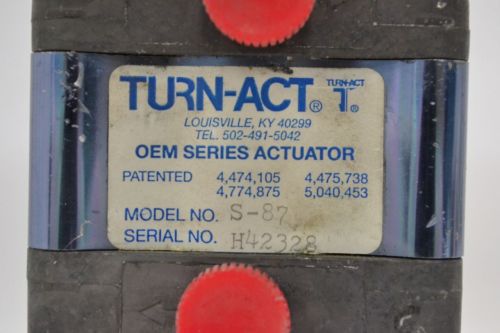 TURN-ACT® TURN-ACT T®
LOUISVILLE, KY 40299
TEL. 502-491-5042
OEM SERIES ACTUATOR
PATENTED 4,474,105 4,475,738
4,774,875 5,040,453
MODEL NO. S-87
SERIAL NO. H42328